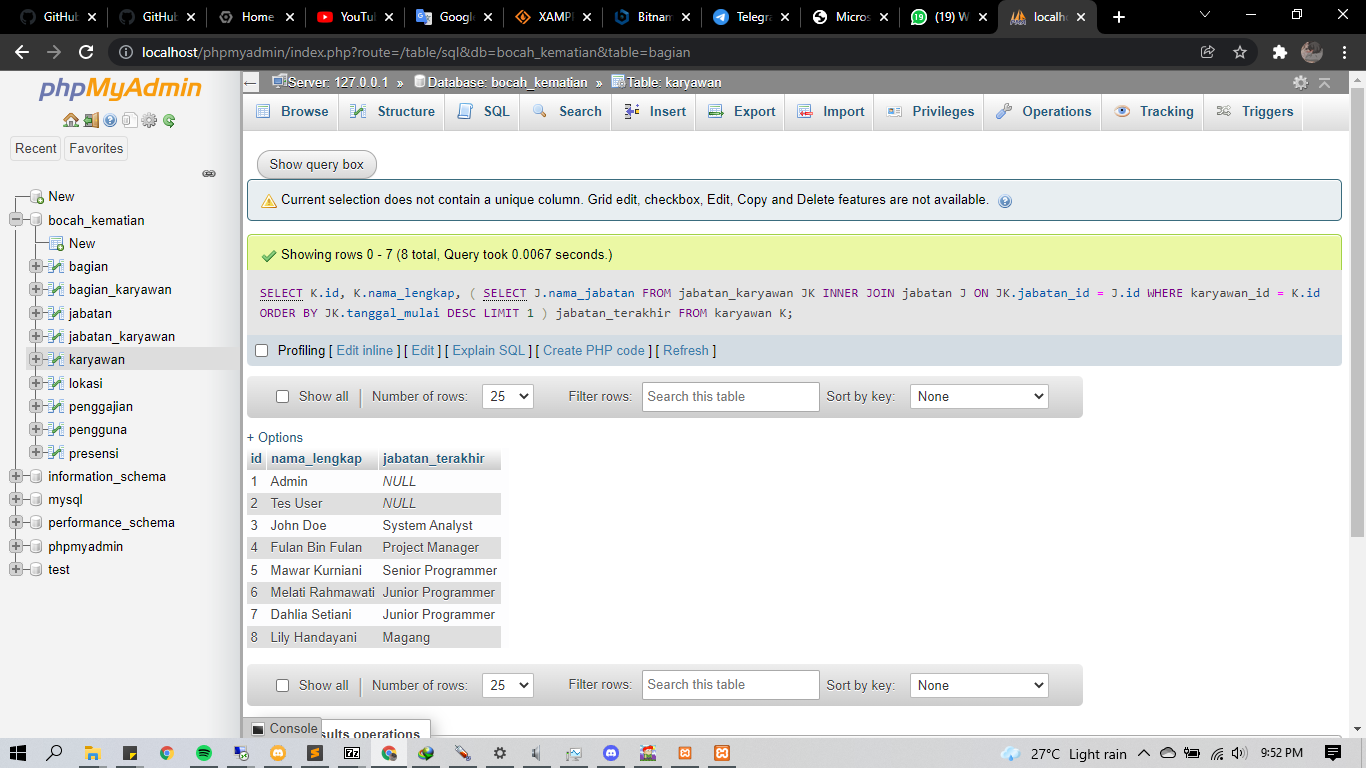 GitHub
GitHub
Home
YouTu
Google
XAMP
Bitnam
Telegra
Micros
(19) W
localh
localhost/phpmyadmin/index.php?route=/table/sql&db=bocah_kematian&table=bagian
phpMyAdmin
Recent
Favorites
New
bocah_kematian
New
bagian
bagian_karyawan
jabatan
jabatan_karyawan
karyawan
lokasi
penggajian
pengguna
presensi
information_schema
mysql
performance_schema
phpmyadmin
test
Server: 127.0.0.1 » Database: bocah_kematian » Table: karyawan
Browse Structure SQL Search Insert Export Import Privileges Operations Tracking Triggers
Show query box
Current selection does not contain a unique column. Grid edit, checkbox, Edit, Copy and Delete features are not available.
Showing rows 0 - 7 (8 total, Query took 0.0067 seconds.)
SELECT K.id, K.nama_lengkap, ( SELECT J.nama_jabatan FROM jabatan_karyawan JK INNER JOIN jabatan J ON JK.jabatan_id = J.id WHERE karyawan_id = K.id
ORDER BY JK.tanggal_mulai DESC LIMIT 1 ) jabatan_terakhir FROM karyawan K;
Profiling [ Edit inline ] [ Edit ] [ Explain SQL ] [ Create PHP code ] [ Refresh ]
Show all | Number of rows: 25 Filter rows: Search this table Sort by key: None
+ Options
id nama_lengkap jabatan_terakhir
1 Admin NULL
2 Tes User NULL
3 John Doe System Analyst
4 Fulan Bin Fulan Project Manager
5 Mawar Kurniani Senior Programmer
6 Melati Rahmawati Junior Programmer
7 Dahlia Setiani Junior Programmer
8 Lily Handayani Magang
Show all | Number of rows: 25 Filter rows: Search this table Sort by key: None
Console
sults operations
27°C Light rain 9:52 PM